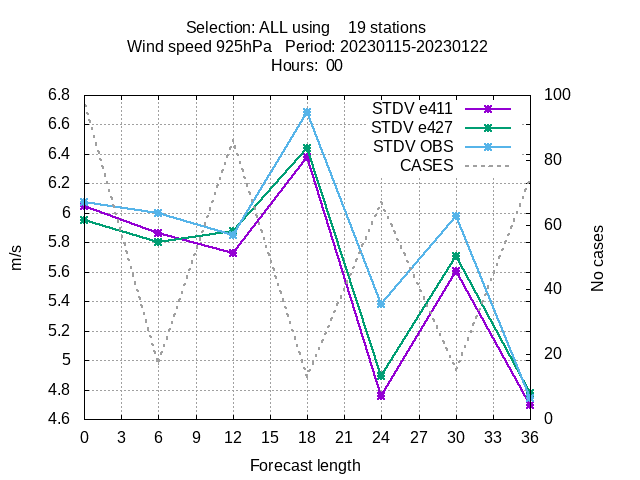 Selection: ALL using 19 stations
Wind speed 925hPa Period: 20230115-20230122
Hours: 00
STDV e411
STDV e427
STDV OBS
CASES
6.8
6.6
6.4
6.2
6
5.8
5.6
5.4
5.2
5
4.8
4.6
m/s
100
80
60
40
20
0
No cases
0 3 6 9 12 15 18 21 24 27 30 33 36
Forecast length